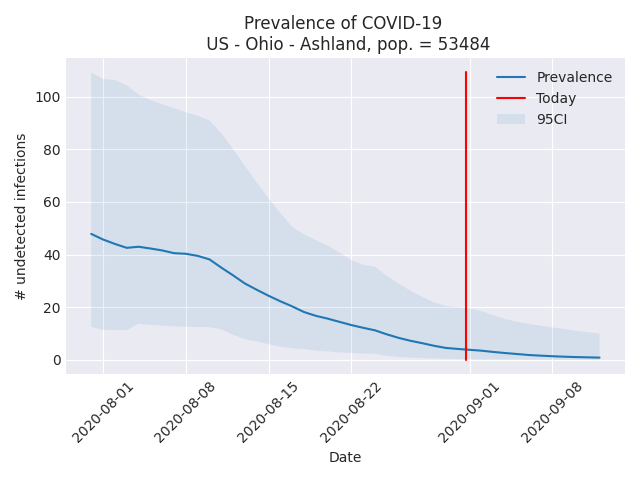 Prevalence of COVID-19
US - Ohio - Ashland, pop. = 53484
Prevalence
Today
95CI
# undetected infections
100
80
60
40
20
0
2020-08-01
2020-08-08
2020-08-15
2020-08-22
2020-09-01
2020-09-08
Date